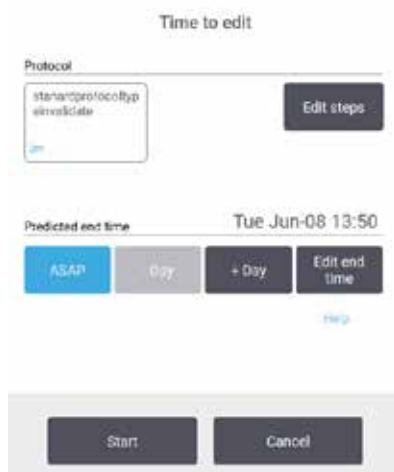 Time to edit
Protocol
stanardprotocoltyp
einvalidate
Edit steps
Predicted end time
Tue Jun-08 13:50
ASAP
Day
+ Day
Edit end
time
Help
Start
Cancel